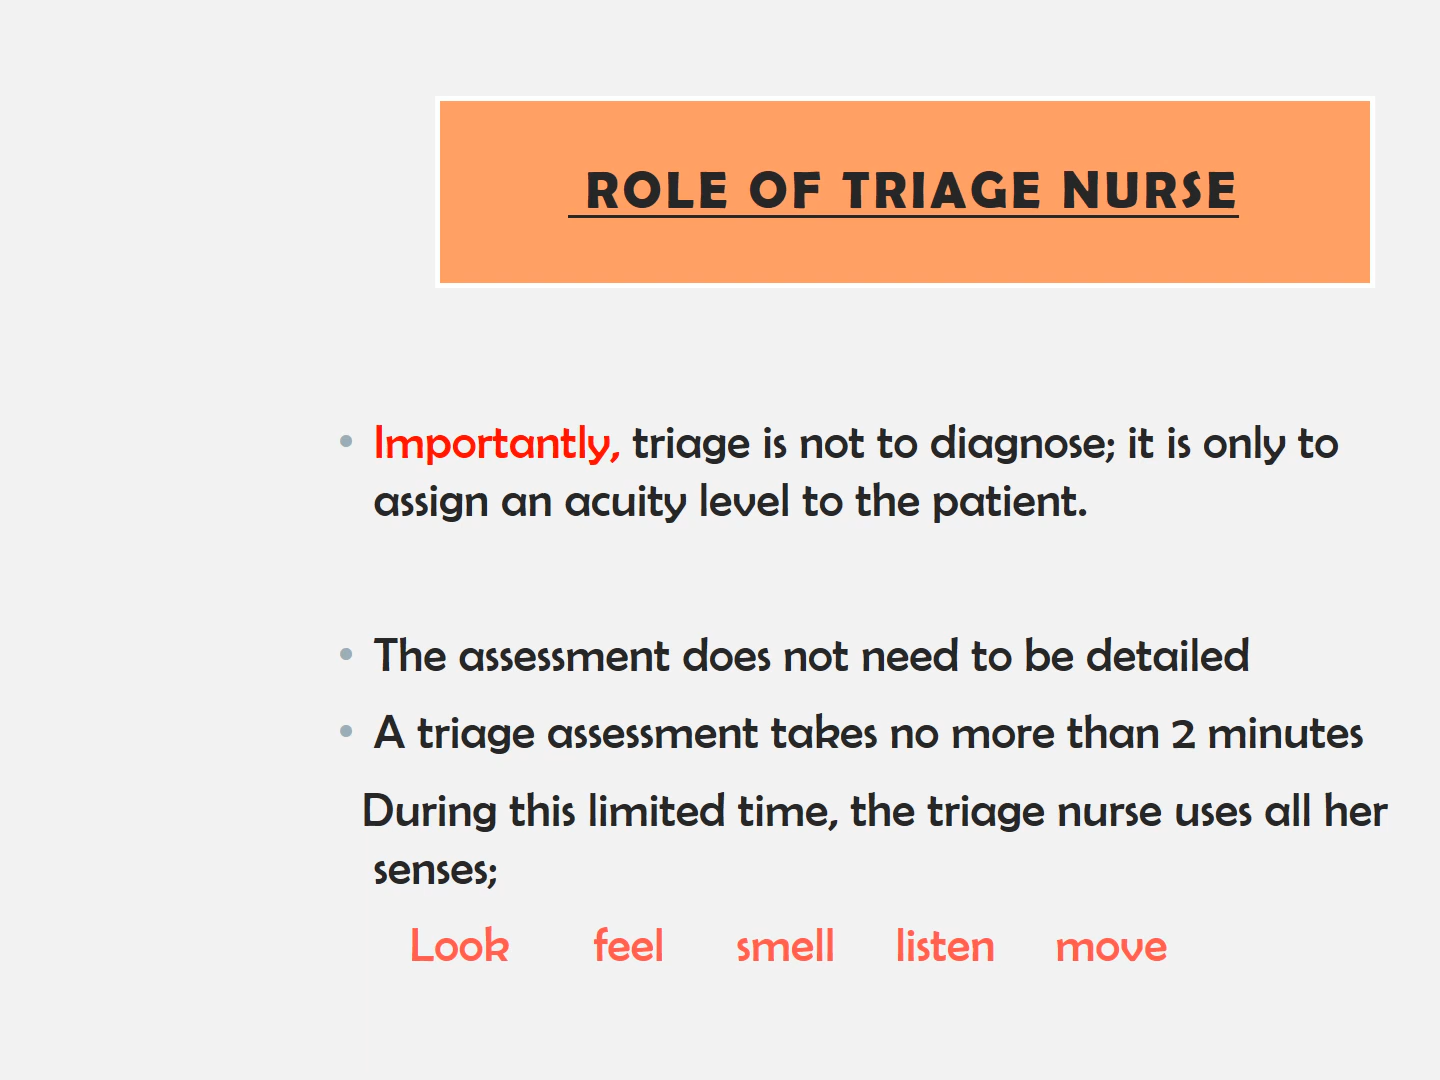 ROLE OF TRIAGE NURSE
• Importantly, triage is not to diagnose; it is only to
assign an acuity level to the patient.
• The assessment does not need to be detailed
• A triage assessment takes no more than 2 minutes
During this limited time, the triage nurse uses all her
senses;
Look feel smell listen move